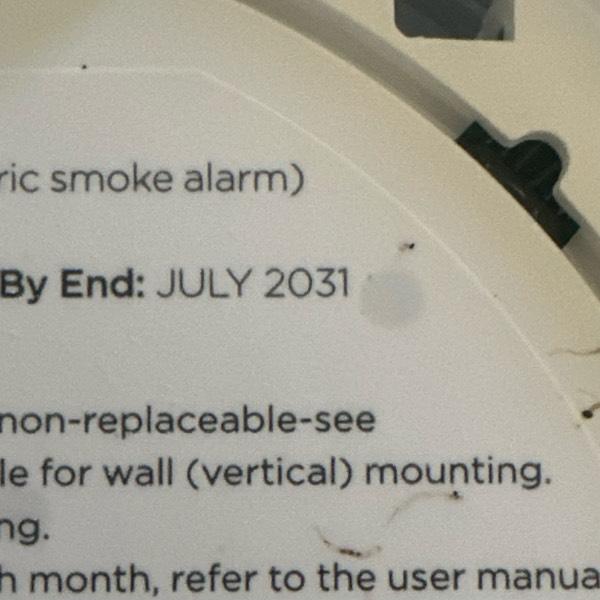 ric smoke alarm)
By End: JULY 2031
non-replaceable-see
le for wall (vertical) mounting.
ng.
h month, refer to the user manua